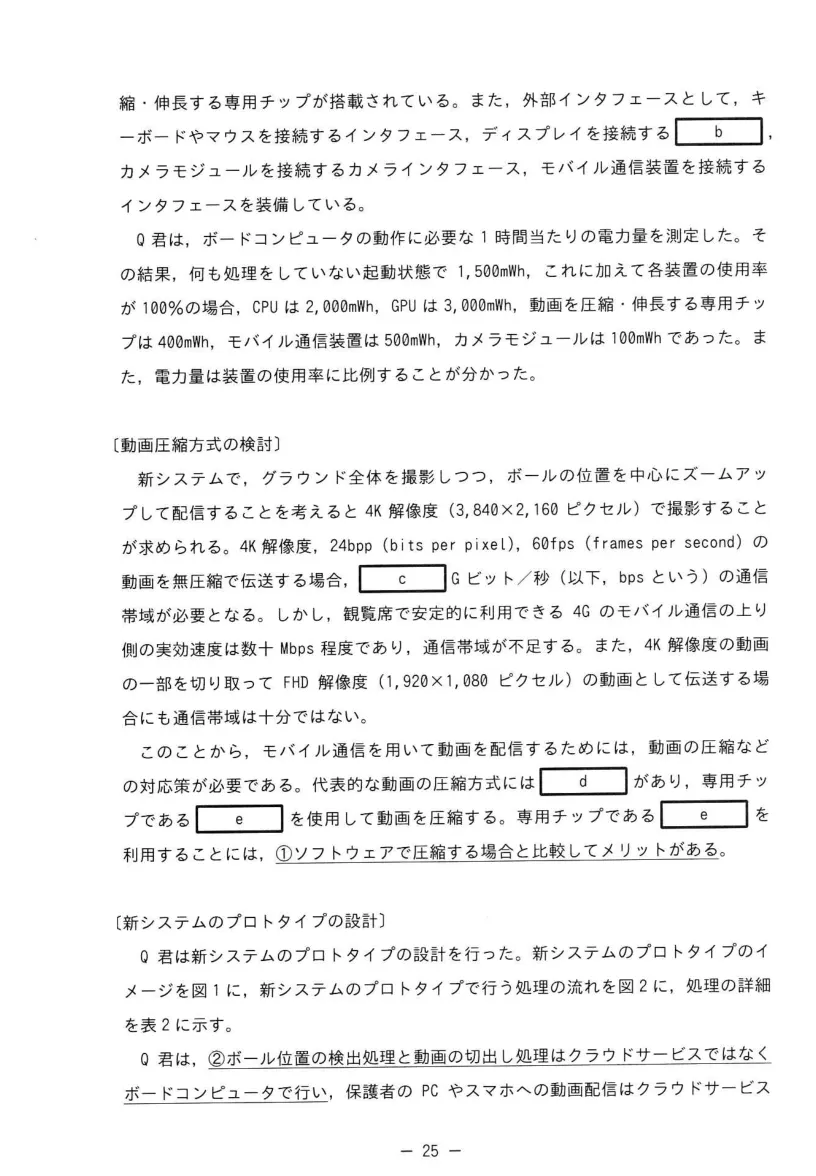 縮・伸長する専用チップが搭載されている。また，外部インタフェースとして，キ
ーボードやマウスを接続するインタフェース，ディスプレイを接続する b ，
カメラモジュールを接続するカメラインタフェース，モバイル通信装置を接続する
インタフェースを装備している。
Q 君は，ボードコンピュータの動作に必要な 1 時間当たりの電力量を測定した。そ
の結果，何も処理をしていない起動状態で 1,500mWh，これに加えて各装置の使用率
が 100%の場合，CPU は 2,000mWh，GPU は 3,000mWh，動画を圧縮・伸長する専用チッ
プは 400mWh，モバイル通信装置は 500mWh，カメラモジュールは 100mWh であった。ま
た，電力量は装置の使用率に比例することが分かった。
〔動画圧縮方式の検討〕
新システムで，グラウンド全体を撮影しつつ，ボールの位置を中心にズームアッ
プして配信することを考えると 4K 解像度（3,840×2,160 ピクセル）で撮影すること
が求められる。4K 解像度，24bpp（bits per pixel），60fps（frames per second）の
動画を無圧縮で伝送する場合， c G ビット／秒（以下，bps という）の通信
帯域が必要となる。しかし，観覧席で安定的に利用できる 4G のモバイル通信の上り
側の実効速度は数十 Mbps 程度であり，通信帯域が不足する。また，4K 解像度の動画
の一部を切り取って FHD 解像度（1,920×1,080 ピクセル）の動画として伝送する場
合にも通信帯域は十分ではない。
このことから，モバイル通信を用いて動画を配信するためには，動画の圧縮など
の対応策が必要である。代表的な動画の圧縮方式には d があり，専用チッ
プである e を使用して動画を圧縮する。専用チップである e を
利用することには，①ソフトウェアで圧縮する場合と比較してメリットがある。
〔新システムのプロトタイプの設計〕
Q 君は新システムのプロトタイプの設計を行った。新システムのプロトタイプのイ
メージを図 1 に，新システムのプロトタイプで行う処理の流れを図 2 に，処理の詳細
を表 2 に示す。
Q 君は，②ボール位置の検出処理と動画の切出し処理はクラウドサービスではなく
ボードコンピュータで行い，保護者の PC やスマホへの動画配信はクラウドサービス
－ 25 －